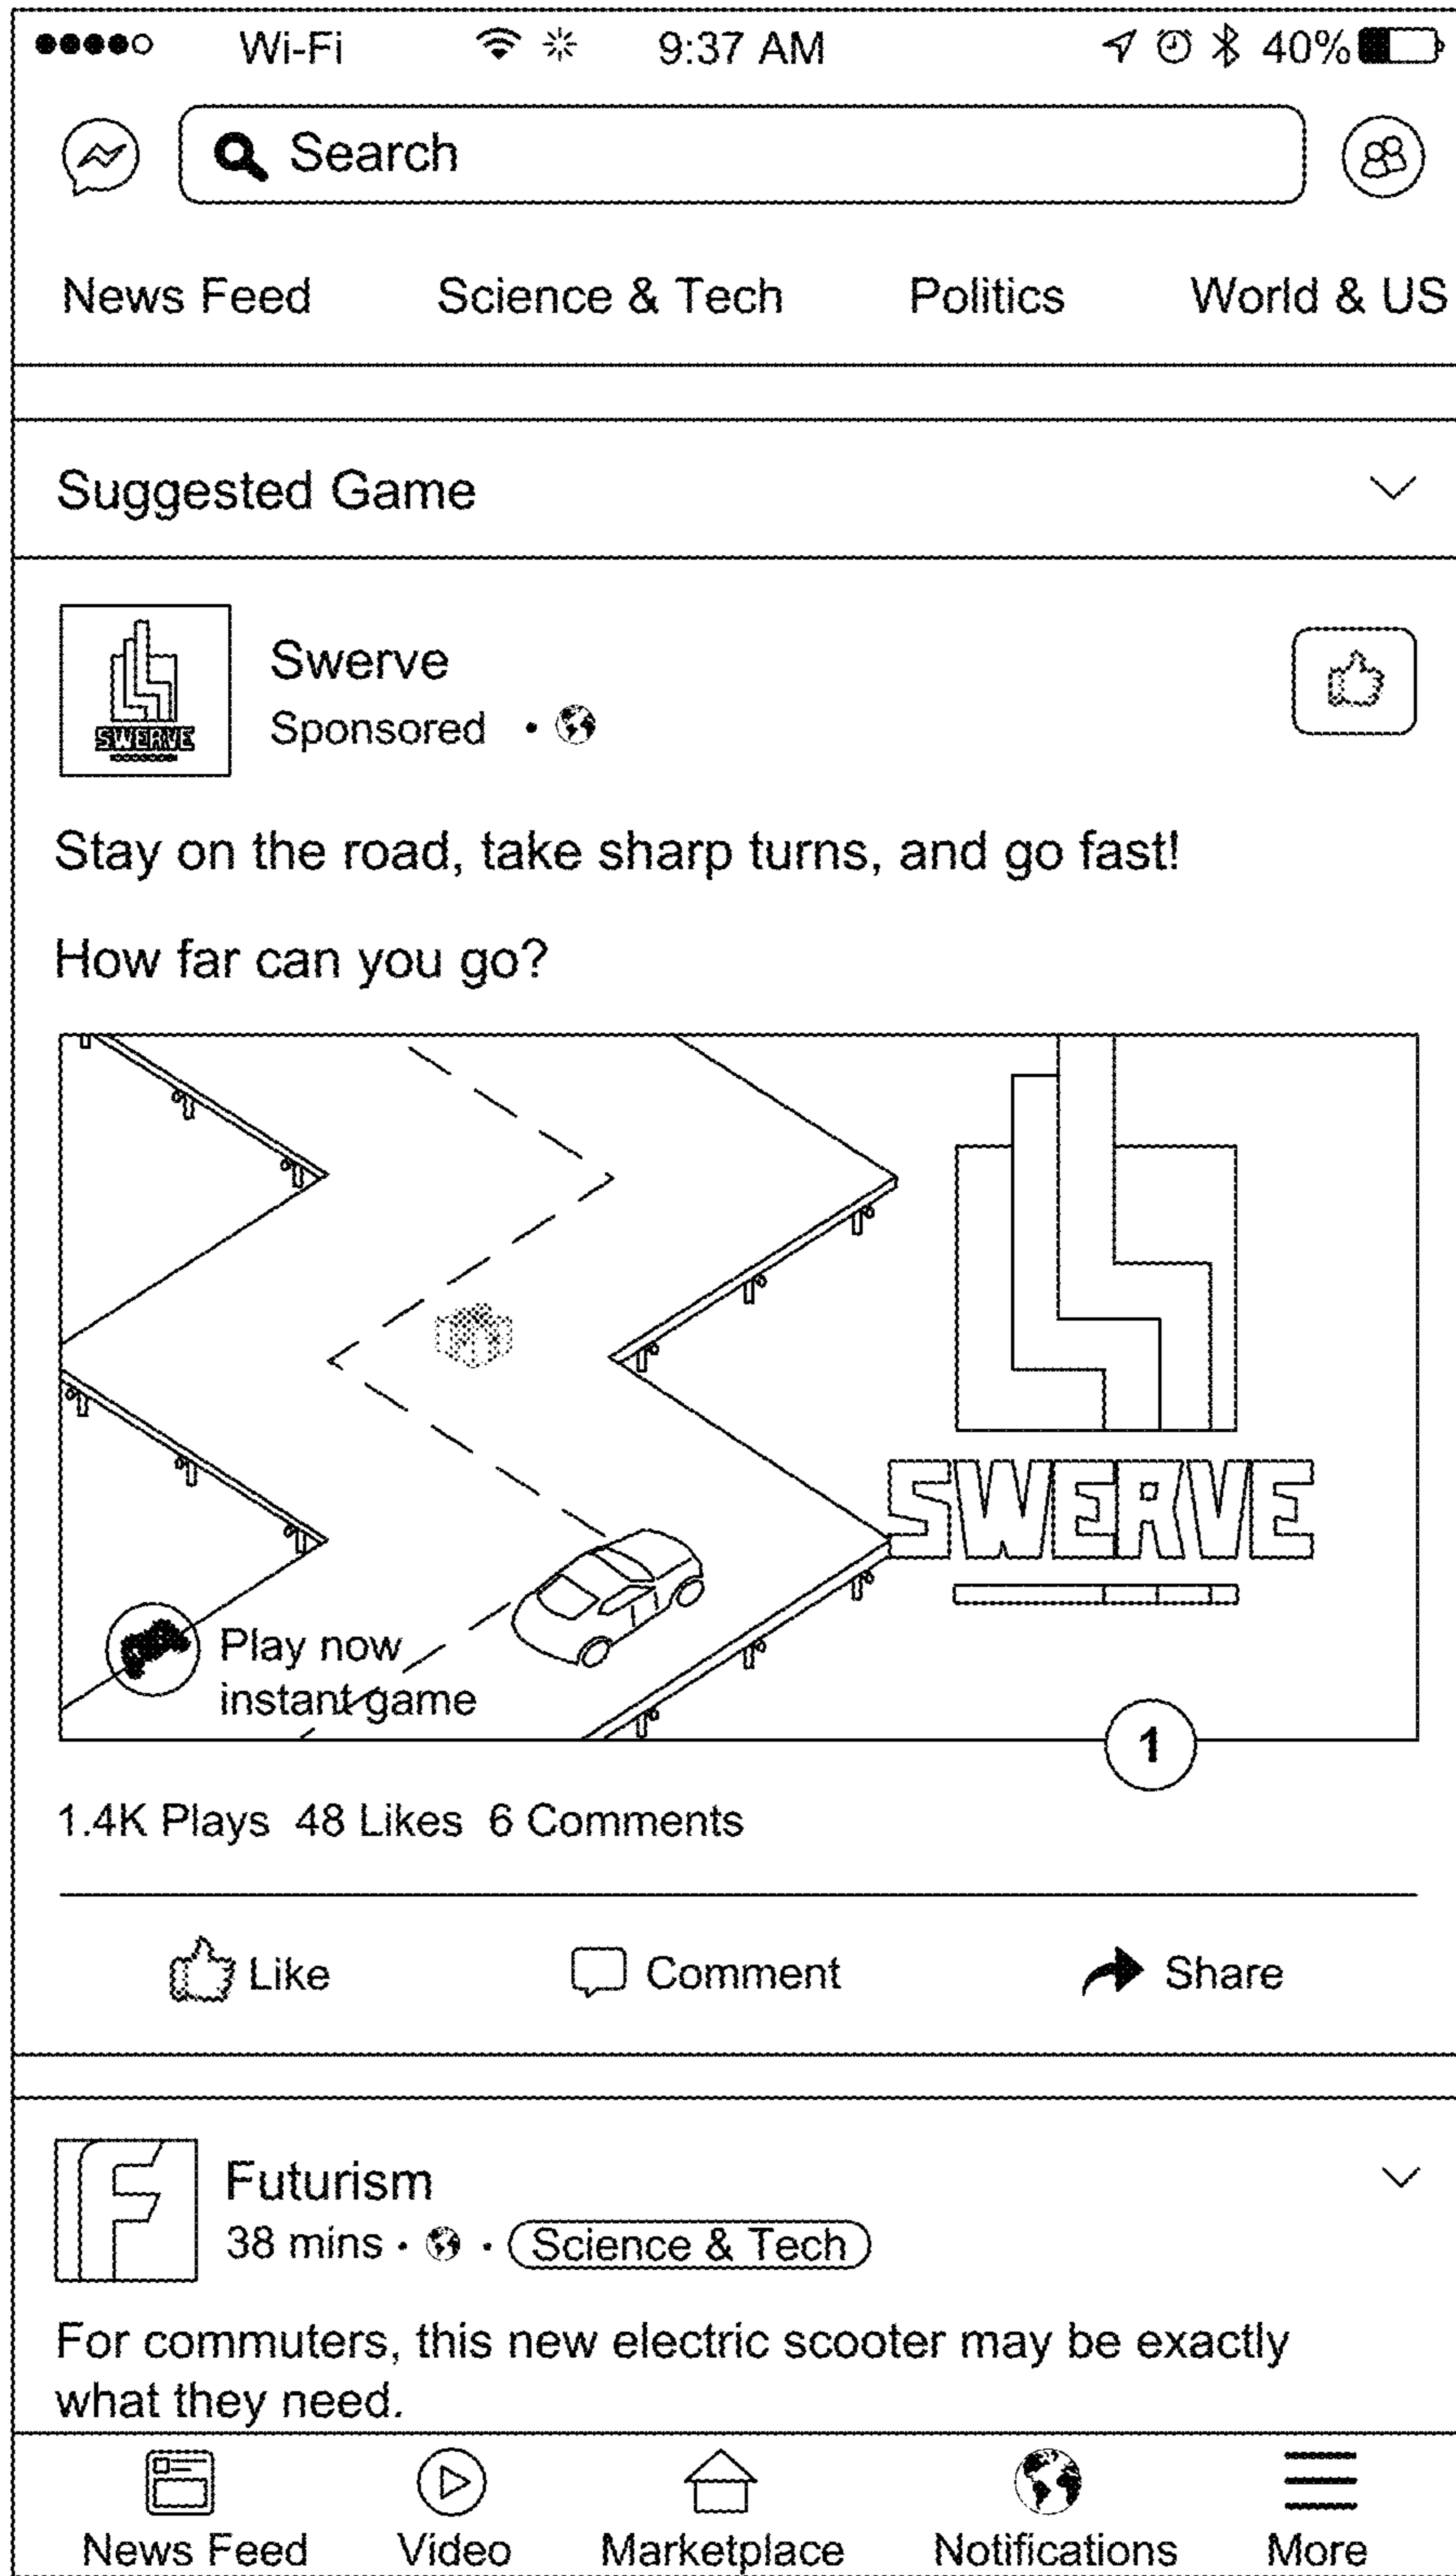 Wi-Fi 9:37 AM 40%
Search
News Feed Science & Tech Politics World & US
Suggested Game
SWERVE
Swerve
Sponsored ·
Stay on the road, take sharp turns, and go fast!
How far can you go?
SWERVE
Play now
instant game
1
1.4K Plays 48 Likes 6 Comments
Like Comment Share
F
Futurism
38 mins · · Science & Tech
For commuters, this new electric scooter may be exactly
what they need.
News Feed Video Marketplace Notifications More